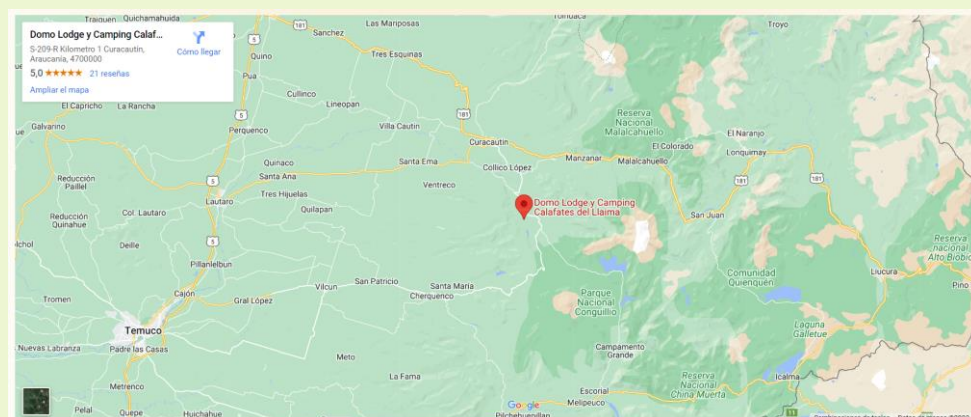 Domo Lodge y Camping Calaf...
S-209-R Kilometro 1 Curacautin,
Araucanía, 4700000
Cómo llegar
5,0 21 reseñas
Ampliar el mapa
Traiguen
Quichamahuida
Sanchez
Las Mariposas
Troyo
Quino
Tres Esquinas
181
5
Pua
Cullinco
Lineopan
Reserva
Nacional
Malalcahuello
El Capricho
La Rancha
Galvarino
Perquenco
Villa Cautin
Curacautín
El Colorado
El Naranjo
Lonquimay
Quinaco
Santa Ana
Santa Ema
Collico López
Manzanar
Malalcahuello
Reducción
Paillel
Lautaro
Tres Hijuelas
Ventreco
Domo Lodge y Camping
Calafates del Llaima
San Juan
Reducción
Quinahue
Col. Lautaro
Quilapan
Deille
Pillanlelbun
Reserva
nacional
Alto Biobío
Comunidad
Quienquén
Liucura
Pino
Tromen
Cajón
Gral López
Vilcun
San Patricio
Santa Maria
Cherquenco
Parque
Nacional
Conguillío
Temuco
Nuevas Labranza
Padre las Casas
Laguna
Galletue
Meto
Campamento
Grande
Icalma
Metrenco
La Fama
Escorial
Reserva
Nacional
China Muerta
Pelal
Quepe
Huichahue
Google
Melipeuco
11